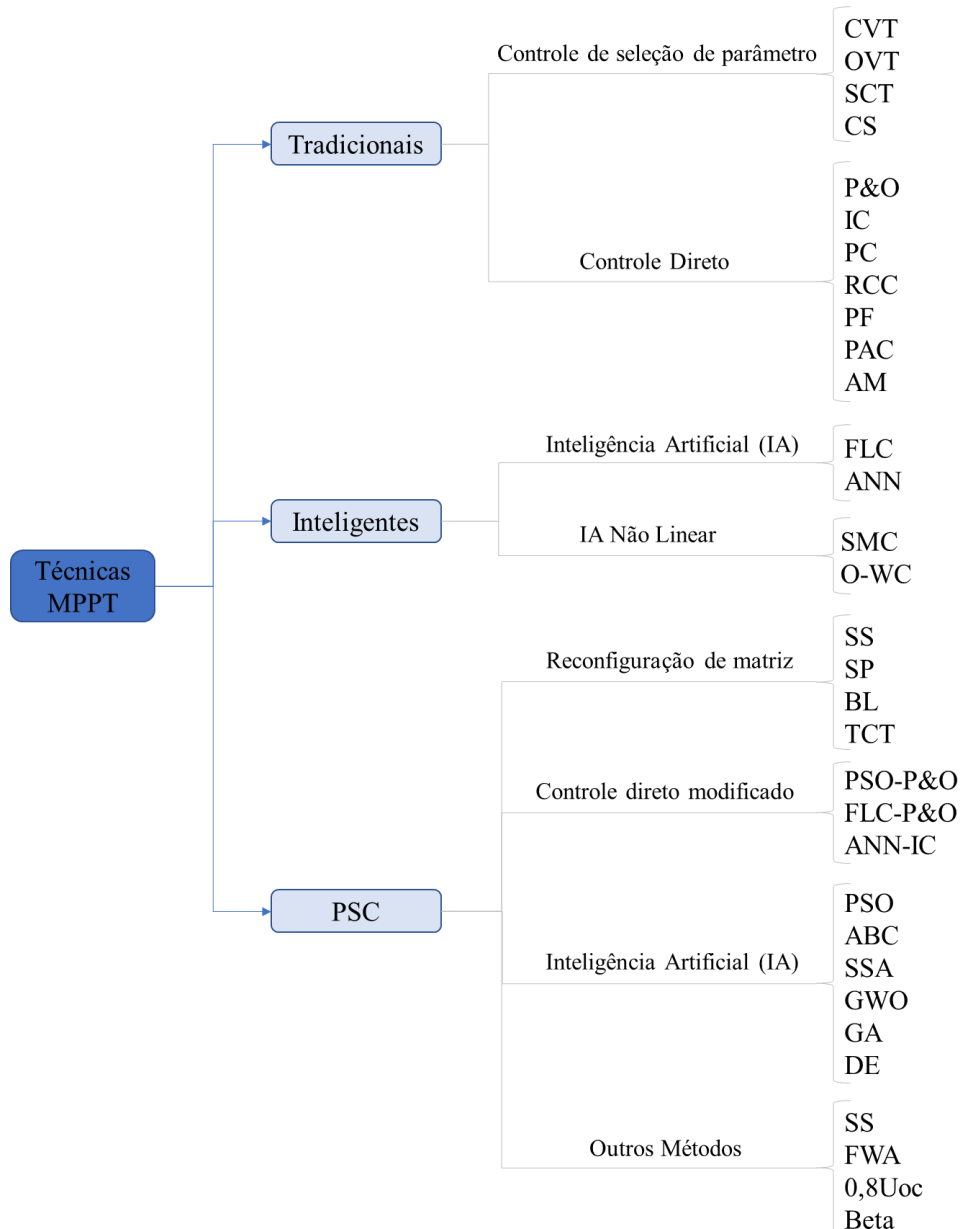 Técnicas
MPPT
Tradicionais
Controle de seleção de parâmetro
CVT
OVT
SCT
CS
Controle Direto
P&O
IC
PC
RCC
PF
PAC
AM
Inteligentes
Inteligência Artificial (IA)
FLC
ANN
IA Não Linear
SMC
O-WC
PSC
Reconfiguração de matriz
SS
SP
BL
TCT
Controle direto modificado
PSO-P&O
FLC-P&O
ANN-IC
Inteligência Artificial (IA)
PSO
ABC
SSA
GWO
GA
DE
Outros Métodos
SS
FWA
0,8Uoc
Beta